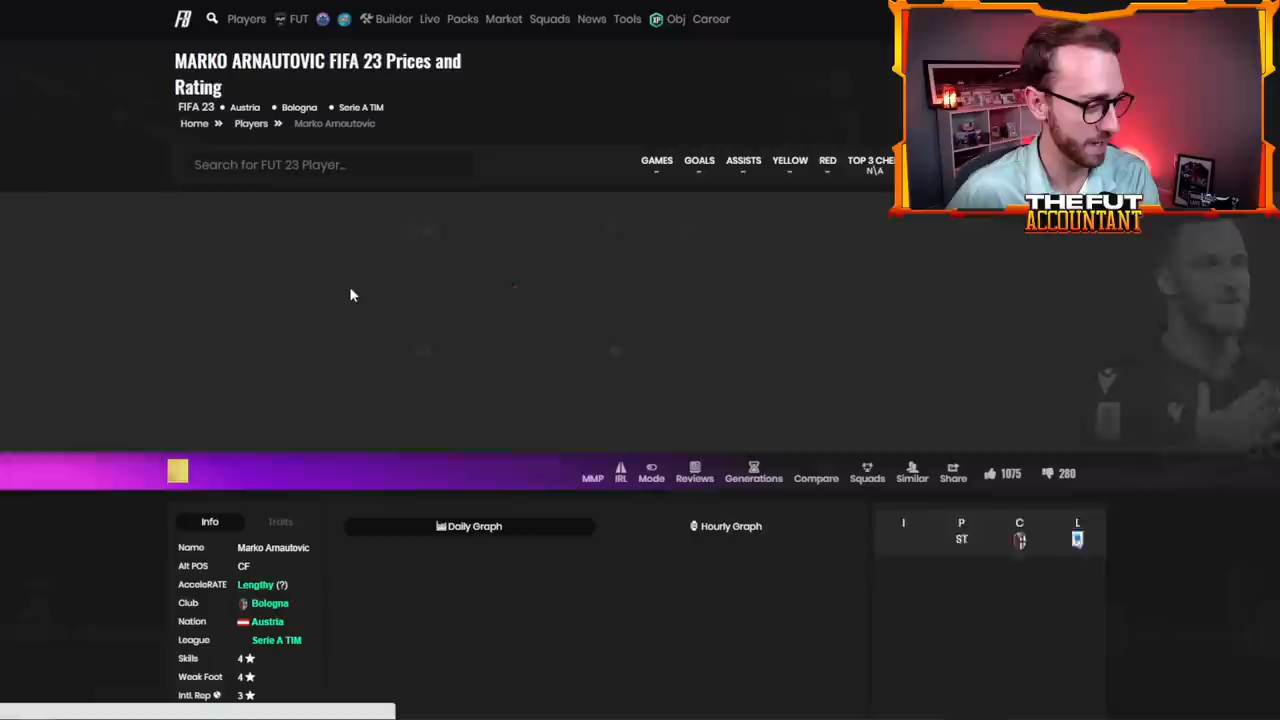 F8 Players FUT Builder Live Packs Market Squads News Tools XP Obj Career
MARKO ARNAUTOVIC FIFA 23 Prices and
Rating
FIFA 23 • Austria • Bologna • Serie A TIM
Home » Players » Marko Arnautovic
Search for FUT 23 Player...
GAMES GOALS ASSISTS YELLOW RED TOP 3 CHE
- - - - - N\A
THE FUT
ACCOUNTANT
MMP IRL Mode Reviews Generations Compare Squads Similar Share 1075 280
Info Traits
Daily Graph Hourly Graph
I P C L
ST
Name Marko Arnautovic
Alt POS CF
AcceleRATE Lengthy (?)
Club Bologna
Nation Austria
League Serie A TIM
Skills 4★
Weak Foot 4★
Intl. Rep 3★